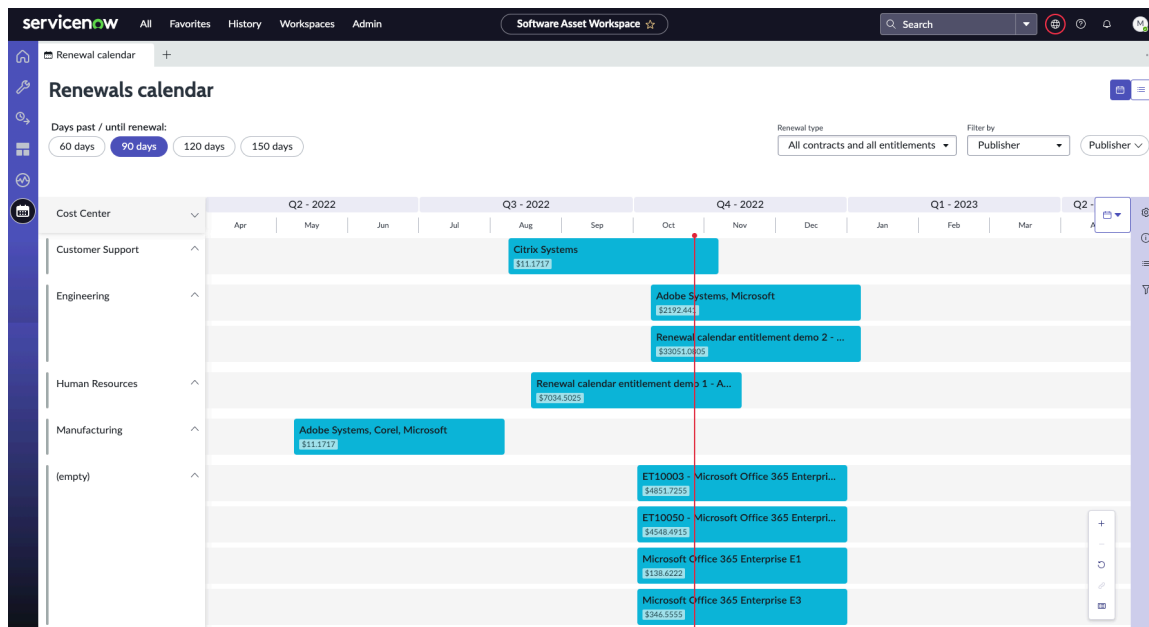 servicenow All Favorites History Workspaces Admin Software Asset Workspace Search M
Renewal calendar +
Renewals calendar
Days past / until renewal:
60 days 90 days 120 days 150 days
Renewal type
All contracts and all entitlements
Filter by
Publisher
Publisher
Cost Center
Q2 - 2022 Q3 - 2022 Q4 - 2022 Q1 - 2023 Q2 -
Apr May Jun Jul Aug Sep Oct Nov Dec Jan Feb Mar
Customer Support
Citrix Systems
$11.1717
Engineering
Adobe Systems, Microsoft
$2192.441
Renewal calendar entitlement demo 2 - ...
$33051.0805
Human Resources
Renewal calendar entitlement demo 1 - A...
$7034.5025
Manufacturing
Adobe Systems, Corel, Microsoft
$11.1717
(empty)
ET10003 - Microsoft Office 365 Enterpri...
$4851.7255
ET10050 - Microsoft Office 365 Enterpri...
$4548.4915
Microsoft Office 365 Enterprise E1
$138.6222
Microsoft Office 365 Enterprise E3
$346.5555